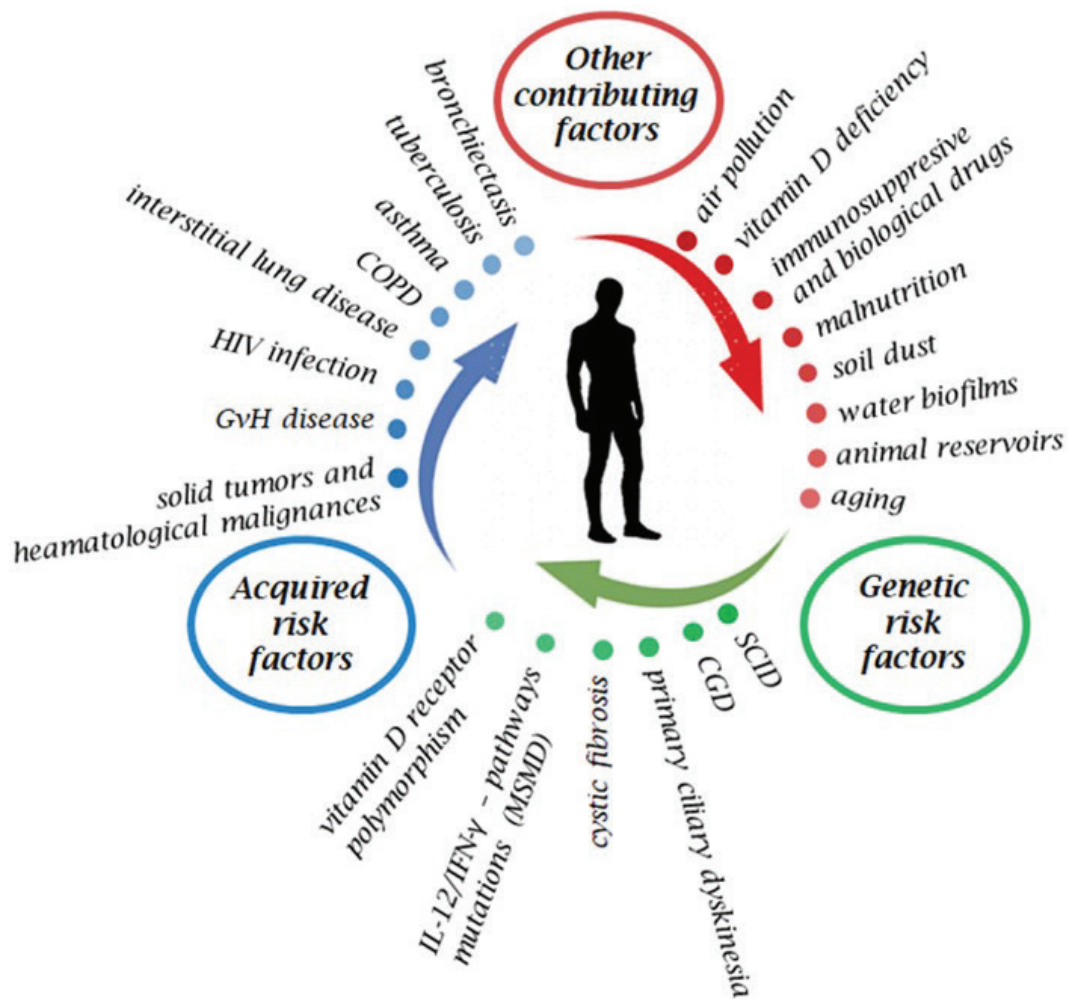 Other
contributing
factors
air pollution
vitamin D deficiency
immunosuppresive
and biological drugs
malnutrition
soil dust
water biofilms
animal reservoirs
aging
Genetic
risk
factors
SCID
CGD
primary ciliary dyskinesia
cystic fibrosis
IL-12/IFN-γ – pathways
mutations (MSMD)
vitamin D receptor
polymorphism
Acquired
risk
factors
solid tumors and
heamatological malignances
GvH disease
HIV infection
interstitial lung disease
COPD
asthma
tuberculosis
bronchiectasis